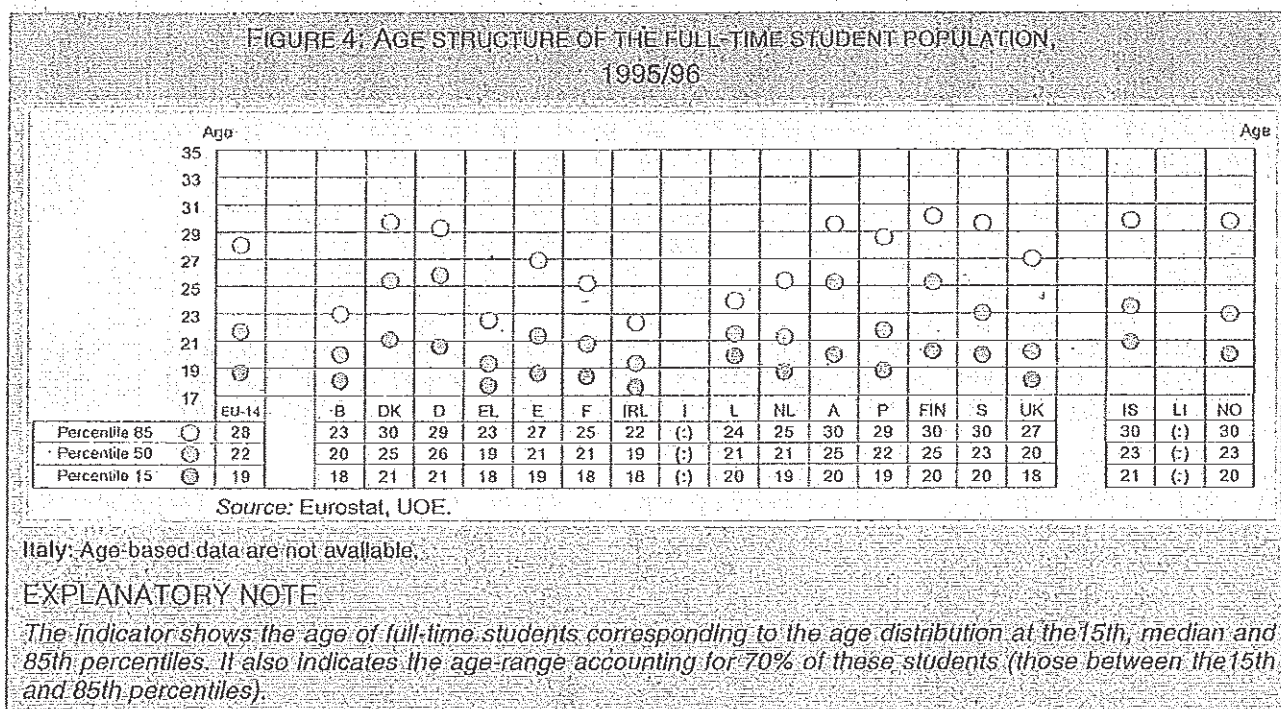 FIGURE 4: AGE STRUCTURE OF THE FULL-TIME STUDENT POPULATION,
1995/96
Age Age
35
33
31
29
27
25
23
21
19
17
EU-14 B DK D EL E F IRL I L NL A P FIN S UK IS LI NO
Percentile 85 28 23 30 29 23 27 25 22 (:) 24 25 30 29 30 30 27 30 (:) 30
Percentile 50 22 20 25 26 19 21 21 19 (:) 21 21 25 22 25 23 20 23 (:) 23
Percentile 15 19 18 21 21 18 19 18 18 (:) 20 19 20 19 20 20 18 21 (:) 20
Source: Eurostat, UOE.
Italy: Age-based data are not available.
EXPLANATORY NOTE
The indicator shows the age of full-time students corresponding to the age distribution at the 15th, median and
85th percentiles. It also indicates the age-range accounting for 70% of these students (those between the 15th
and 85th percentiles).